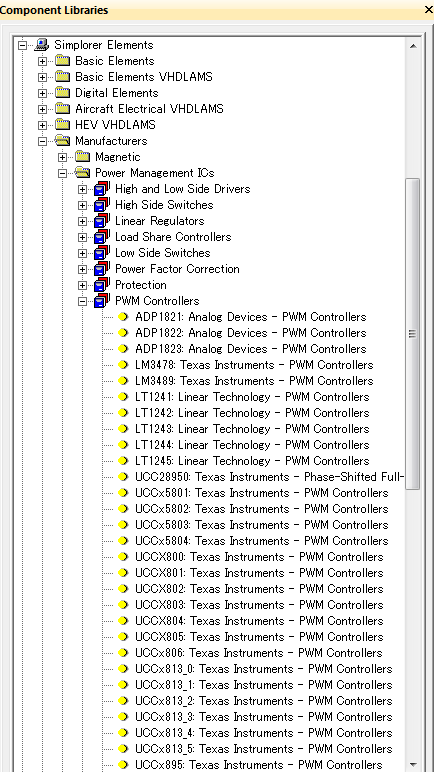 Component Libraries
Simplorer Elements
Basic Elements
Basic Elements VHDLAMS
Digital Elements
Aircraft Electrical VHDLAMS
HEV VHDLAMS
Manufacturers
Magnetic
Power Management ICs
High and Low Side Drivers
High Side Switches
Linear Regulators
Load Share Controllers
Low Side Switches
Power Factor Correction
Protection
PWM Controllers
ADP1821: Analog Devices - PWM Controllers
ADP1822: Analog Devices - PWM Controllers
ADP1823: Analog Devices - PWM Controllers
LM3478: Texas Instruments - PWM Controllers
LM3489: Texas Instruments - PWM Controllers
LT1241: Linear Technology - PWM Controllers
LT1242: Linear Technology - PWM Controllers
LT1243: Linear Technology - PWM Controllers
LT1244: Linear Technology - PWM Controllers
LT1245: Linear Technology - PWM Controllers
UCC28950: Texas Instruments - Phase-Shifted Full-
UCCx5801: Texas Instruments - PWM Controllers
UCCx5802: Texas Instruments - PWM Controllers
UCCx5803: Texas Instruments - PWM Controllers
UCCx5804: Texas Instruments - PWM Controllers
UCCX800: Texas Instruments - PWM Controllers
UCCX801: Texas Instruments - PWM Controllers
UCCX802: Texas Instruments - PWM Controllers
UCCX803: Texas Instruments - PWM Controllers
UCCX804: Texas Instruments - PWM Controllers
UCCX805: Texas Instruments - PWM Controllers
UCCx806: Texas Instruments - PWM Controllers
UCCx813_0: Texas Instruments - PWM Controllers
UCCx813_1: Texas Instruments - PWM Controllers
UCCx813_2: Texas Instruments - PWM Controllers
UCCx813_3: Texas Instruments - PWM Controllers
UCCx813_4: Texas Instruments - PWM Controllers
UCCx813_5: Texas Instruments - PWM Controllers
UCCx895: Texas Instruments - PWM Controllers